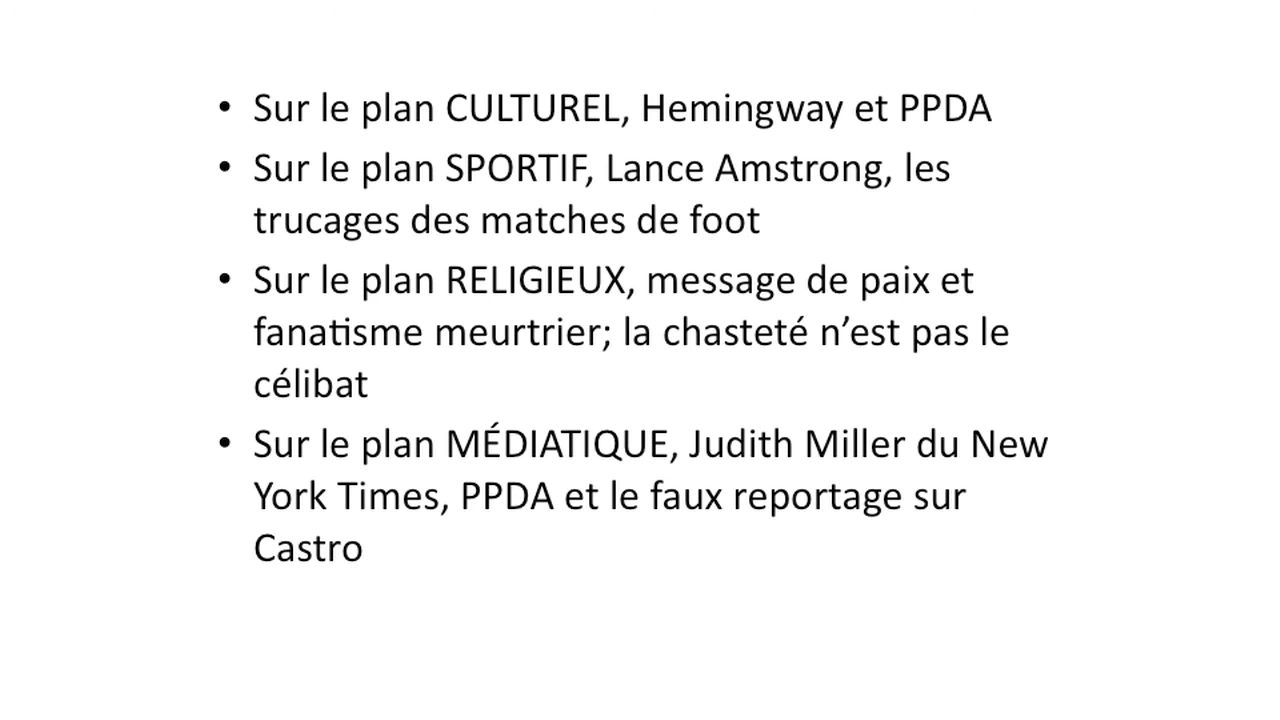 • Sur le plan CULTUREL, Hemingway et PPDA
• Sur le plan SPORTIF, Lance Amstrong, les
trucages des matches de foot
• Sur le plan RELIGIEUX, message de paix et
fanatisme meurtrier; la chasteté n’est pas le
célibat
• Sur le plan MÉDIATIQUE, Judith Miller du New
York Times, PPDA et le faux reportage sur
Castro